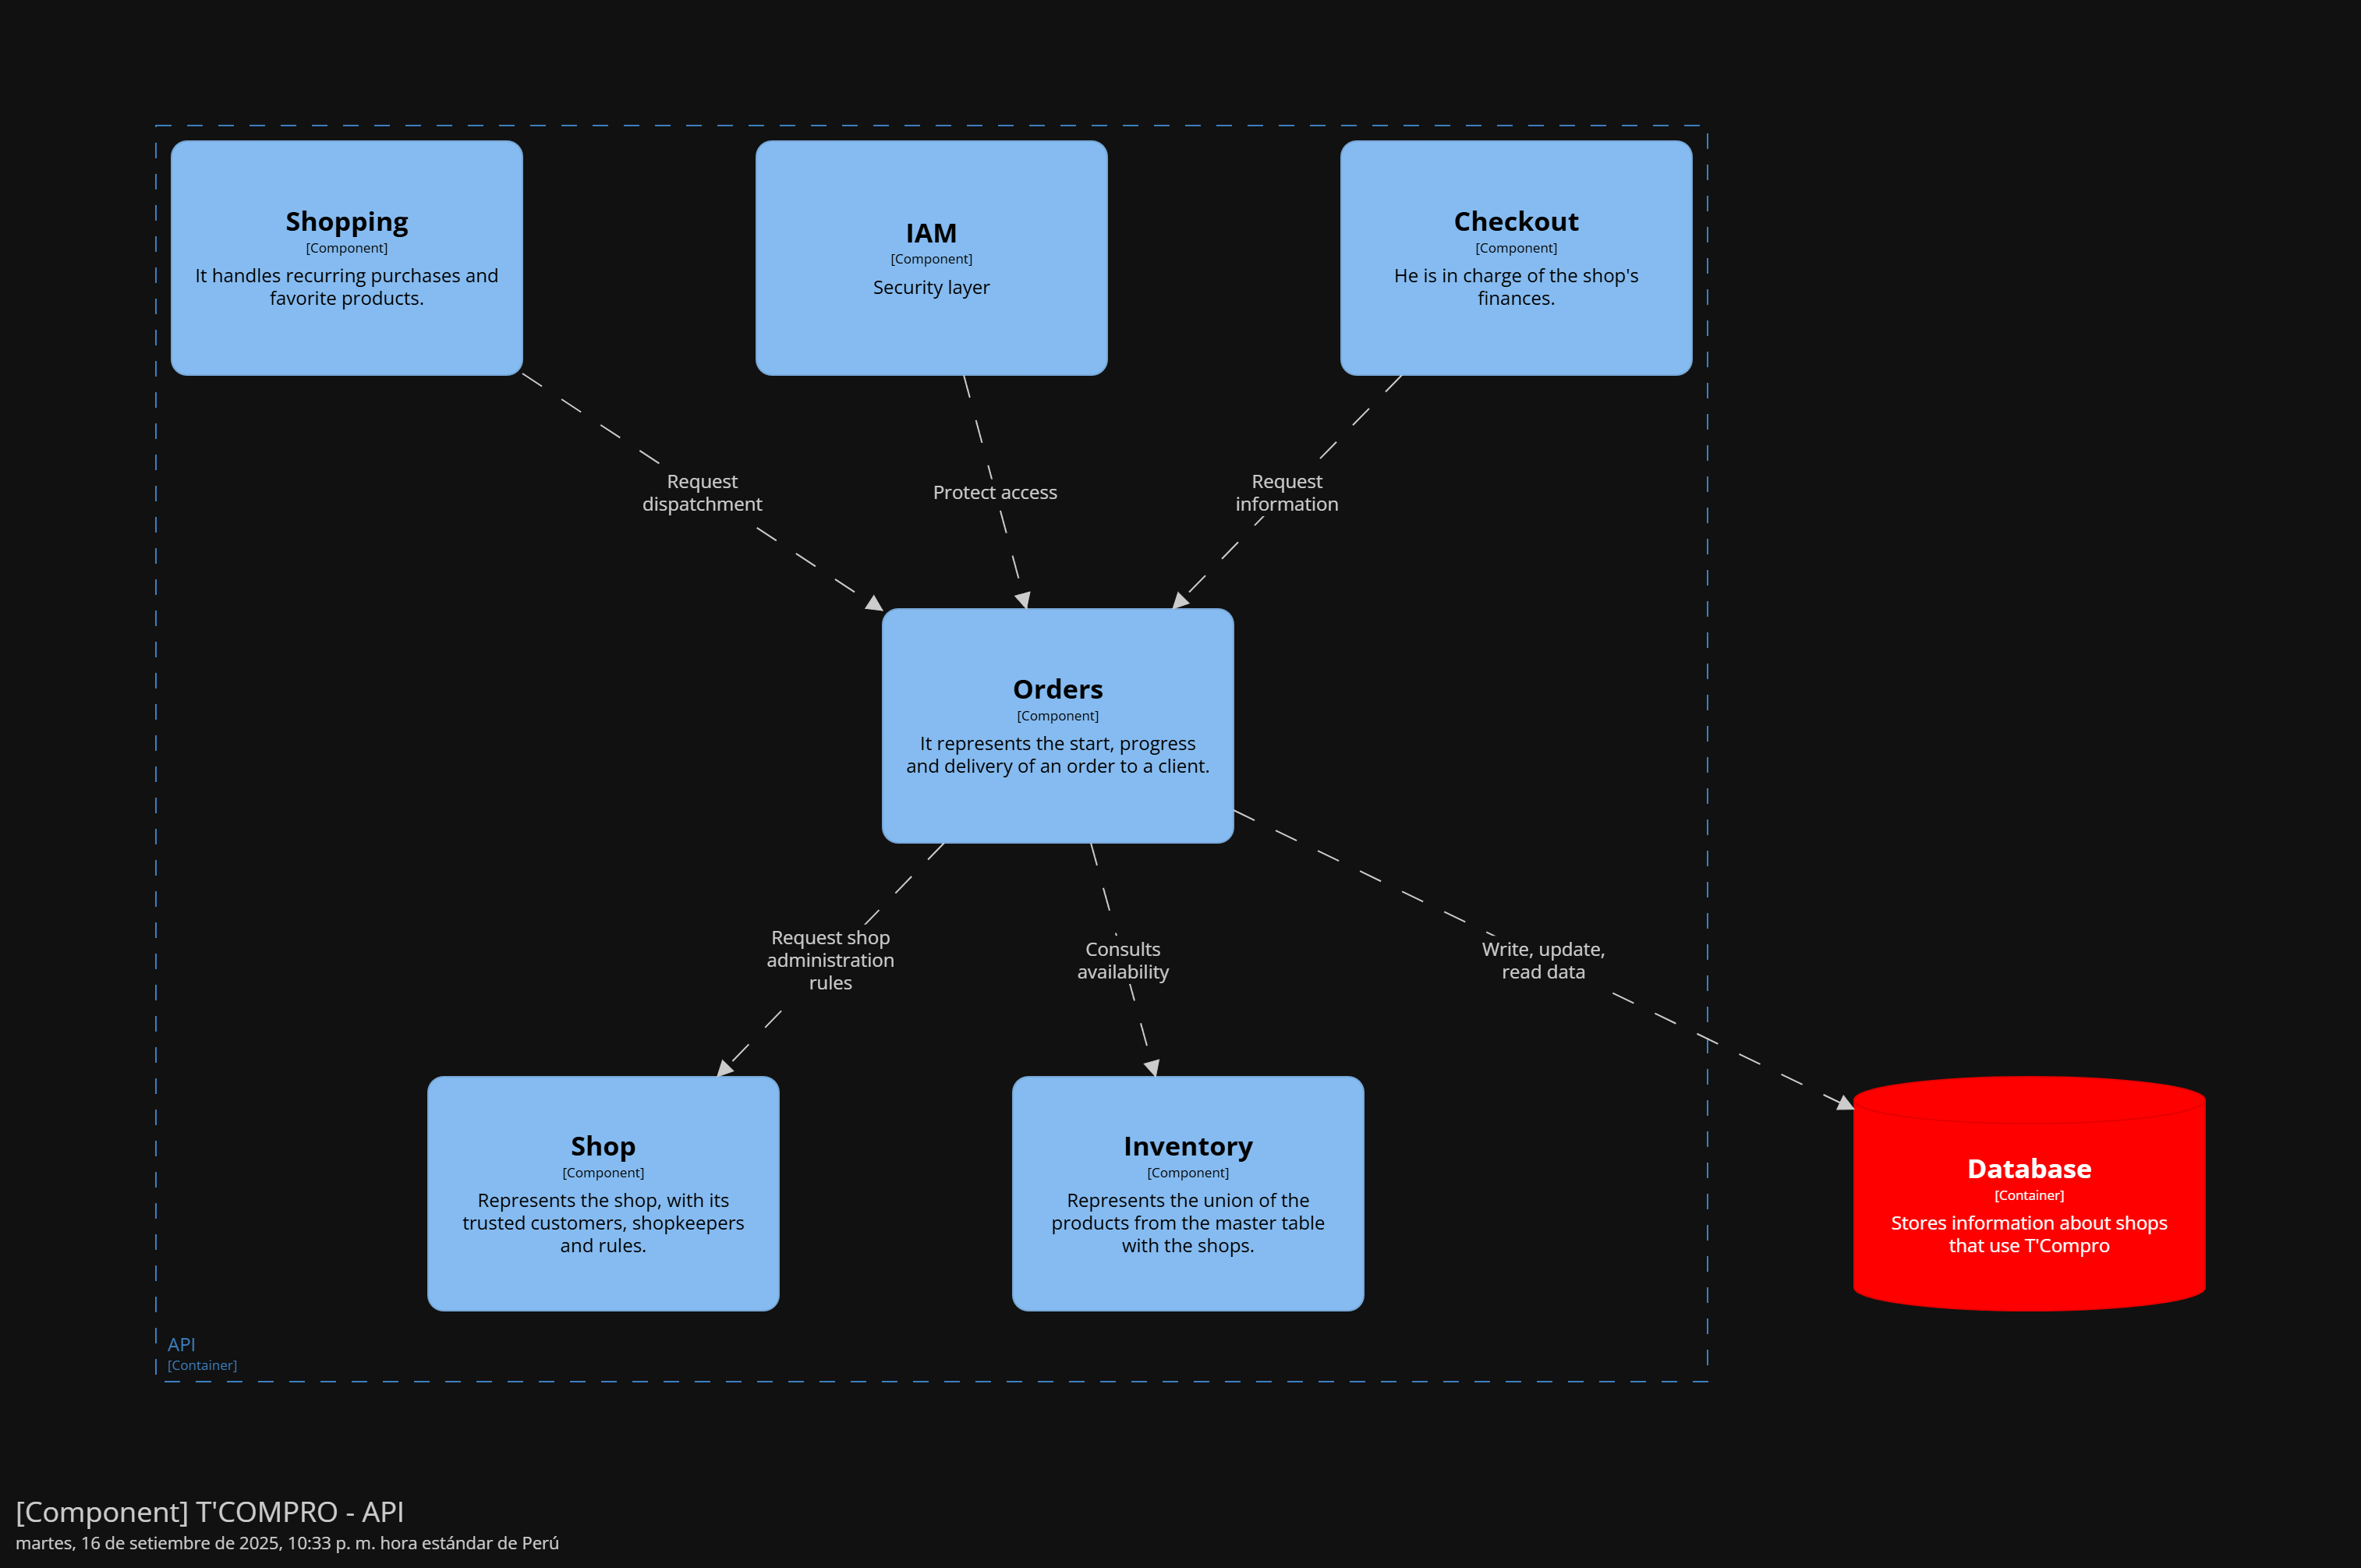 Shopping
[Component]
It handles recurring purchases and
favorite products.
IAM
[Component]
Security layer
Checkout
[Component]
He is in charge of the shop's
finances.
Request
dispatchment
Protect access
Request
information
Orders
[Component]
It represents the start, progress
and delivery of an order to a client.
Request shop
administration
rules
Consults
availability
Write, update,
read data
Shop
[Component]
Represents the shop, with its
trusted customers, shopkeepers
and rules.
Inventory
[Component]
Represents the union of the
products from the master table
with the shops.
Database
[Container]
Stores information about shops
that use T'Compro
API
[Container]
[Component] T'COMPRO - API
martes, 16 de setiembre de 2025, 10:33 p. m. hora estándar de Perú